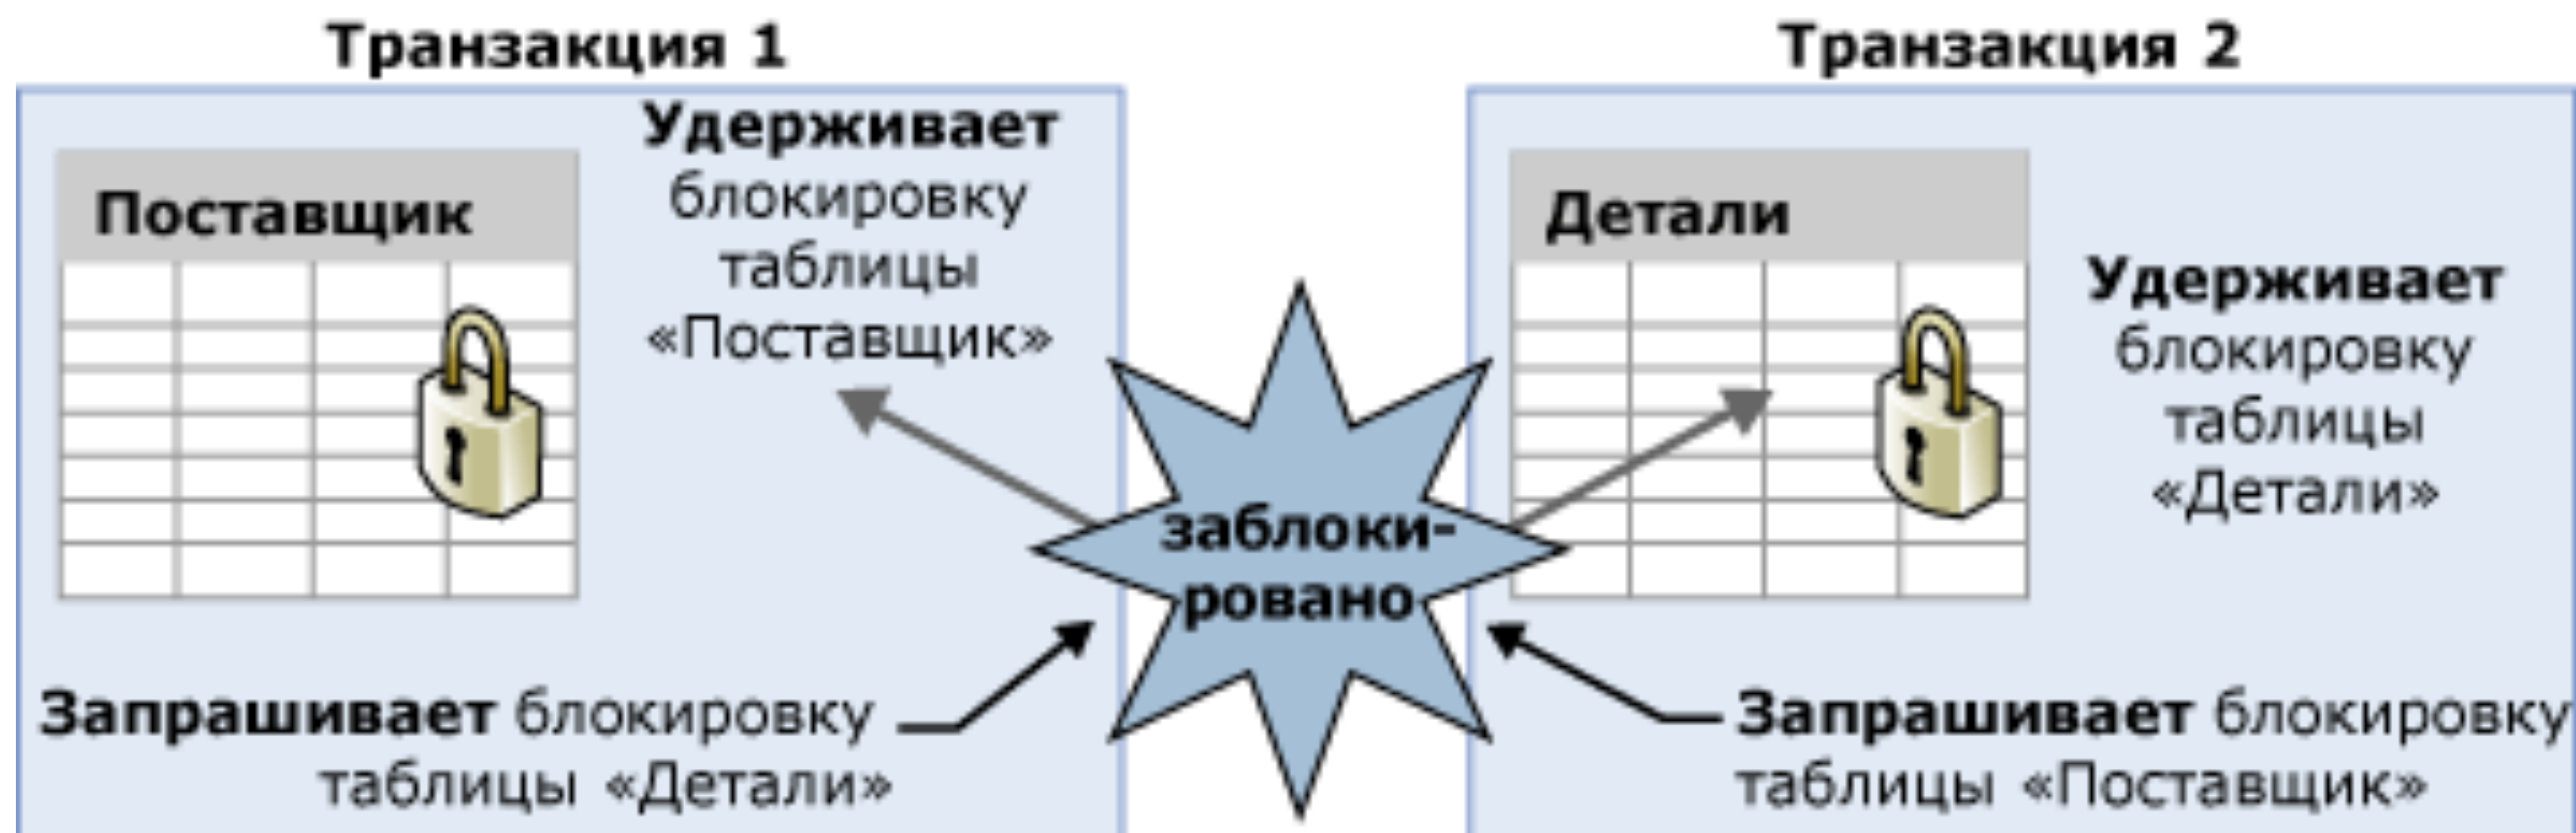 Транзакция 1
Поставщик
Удерживает
блокировку
таблицы
«Поставщик»
Запрашивает блокировку
таблицы «Детали»
заблоки-
ровано
Транзакция 2
Детали
Удерживает
блокировку
таблицы
«Детали»
Запрашивает блокировку
таблицы «Поставщик»